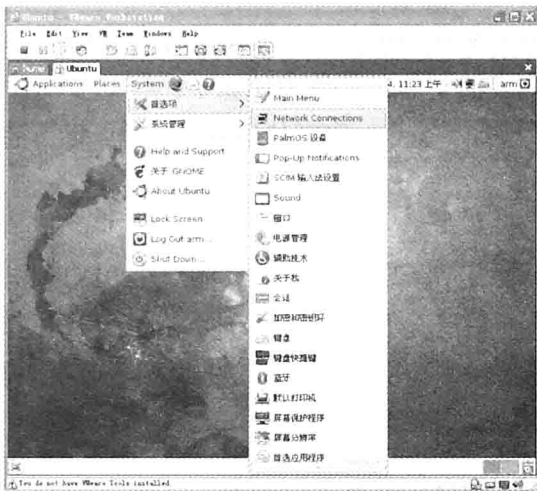 Ubuntu - VMware Workstation
File Edit View VM Team Windows Help
Home Ubuntu
Applications Places System 4, 11:23 上午 arm
首选项
系统管理
Help and Support
关于 GNOME
About Ubuntu
Lock Screen
Log Out arm...
Shut Down...
Main Menu
Network Connections
PalmOS 设备
Pop-Up Notifications
SCIM 输入法设置
Sound
窗口
电源管理
辅助技术
关于我
会话
加密和密钥环
键盘
键盘快捷键
蓝牙
默认打印机
屏幕保护程序
屏幕分辨率
首选应用程序
You do not have VMware Tools installed.